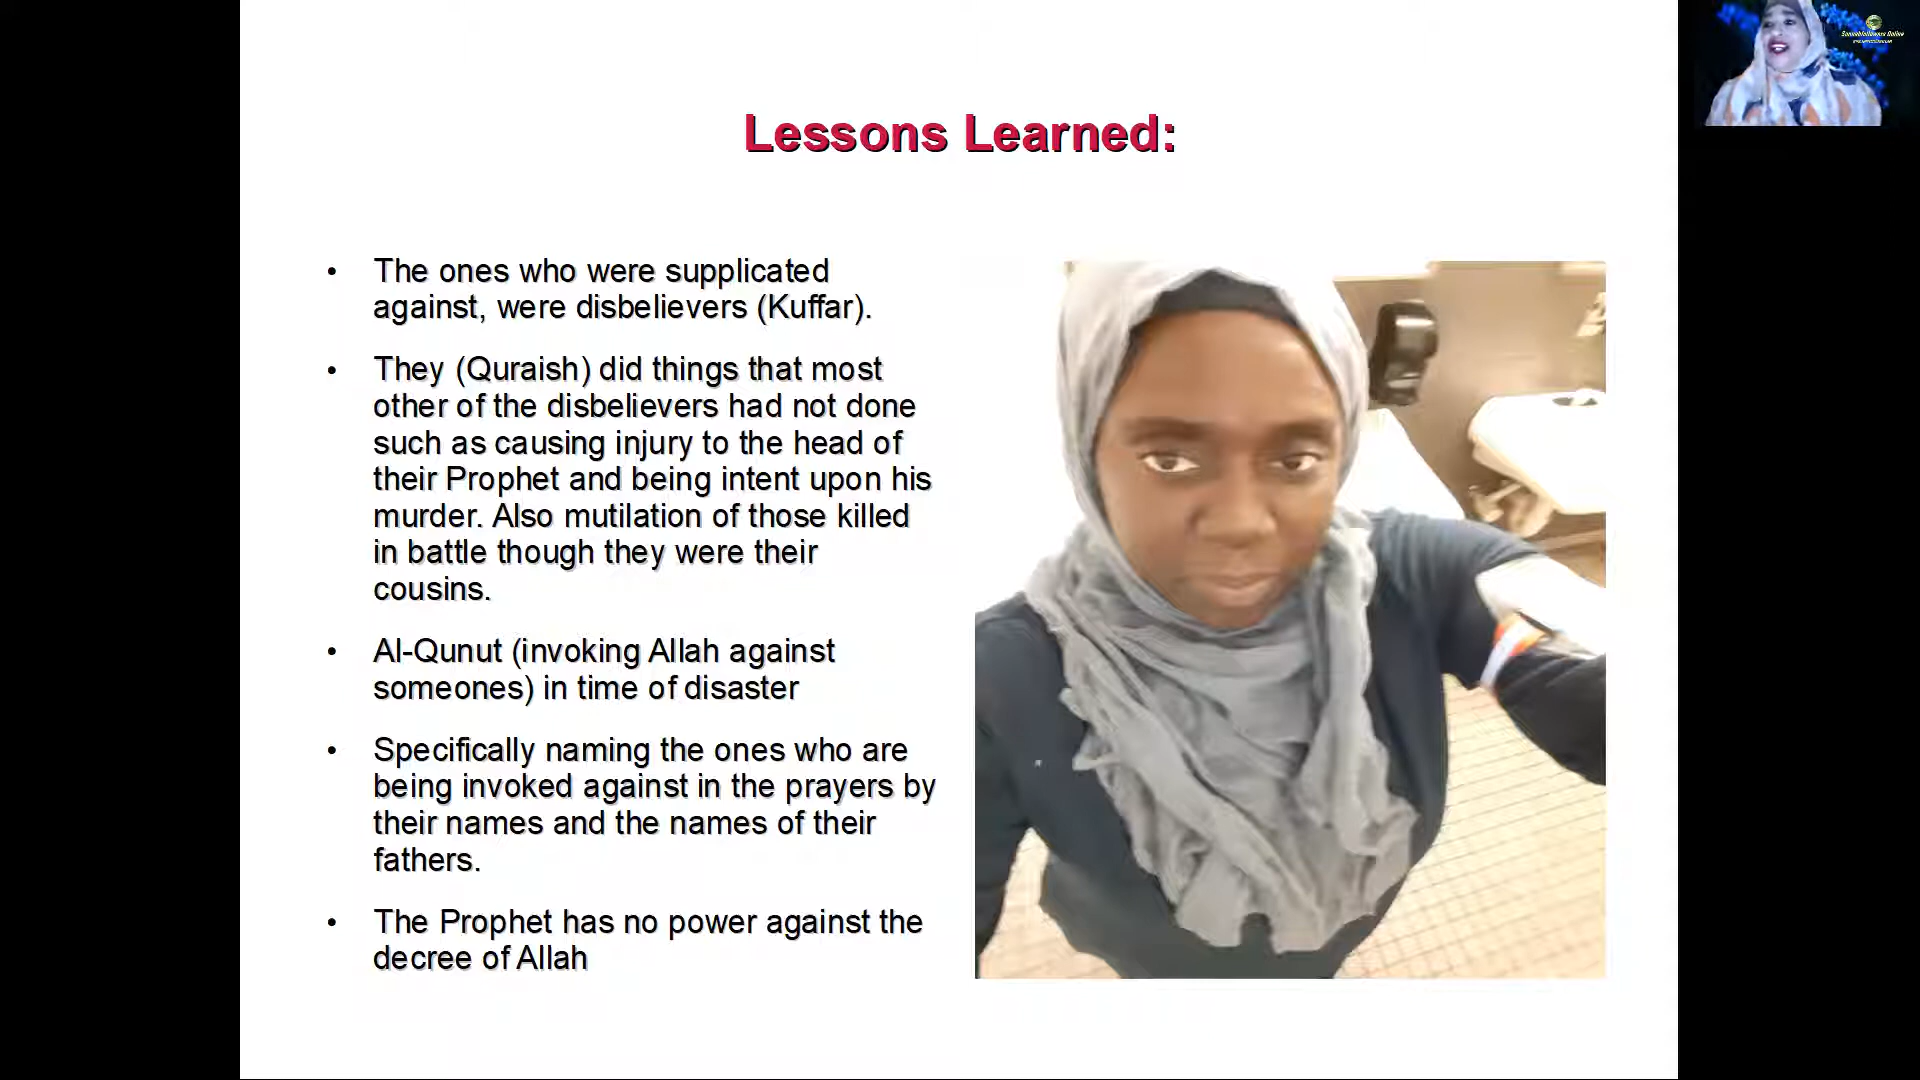 Lessons Learned:
• The ones who were supplicated
against, were disbelievers (Kuffar).
• They (Quraish) did things that most
other of the disbelievers had not done
such as causing injury to the head of
their Prophet and being intent upon his
murder. Also mutilation of those killed
in battle though they were their
cousins.
• Al-Qunut (invoking Allah against
someones) in time of disaster
• Specifically naming the ones who are
being invoked against in the prayers by
their names and the names of their
fathers.
• The Prophet has no power against the
decree of Allah